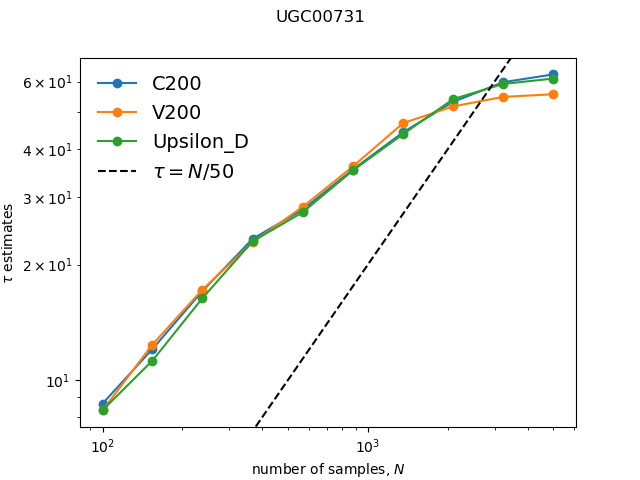 UGC00731
C200
V200
Upsilon_D
τ = N/50
6 × 10¹
4 × 10¹
3 × 10¹
2 × 10¹
10¹
τ estimates
10²
10³
number of samples, N